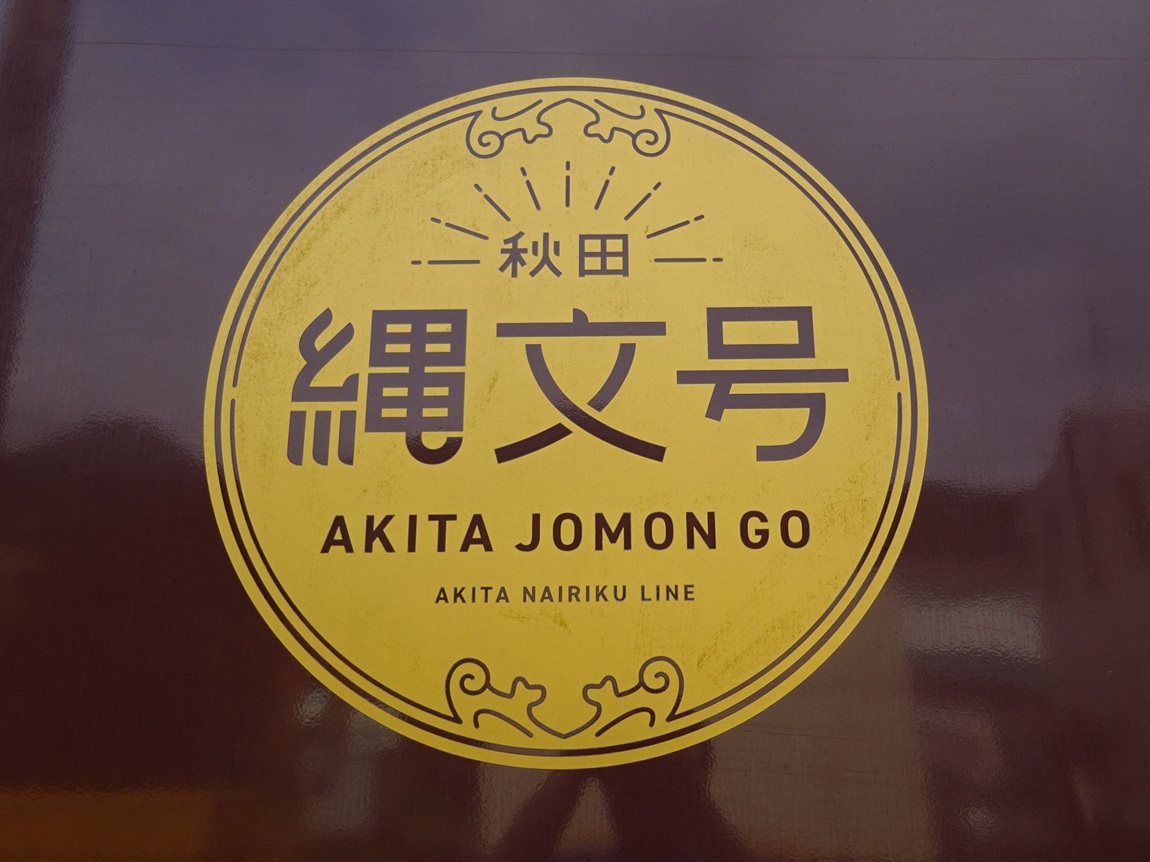 秋田
縄文号
AKITA JOMON GO
AKITA NAIRIKU LINE